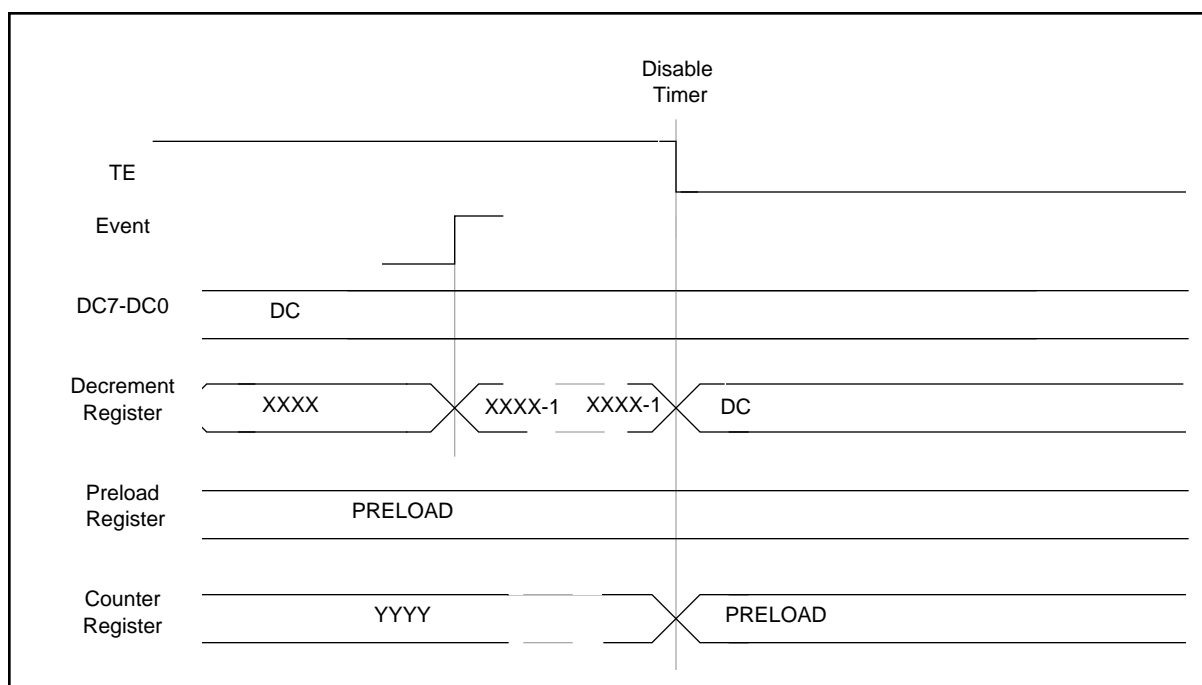 Disable
Timer
TE
Event
DC7-DC0
DC
Decrement
Register
XXXX
XXXX-1
XXXX-1
DC
Preload
Register
PRELOAD
Counter
Register
YYYY
PRELOAD